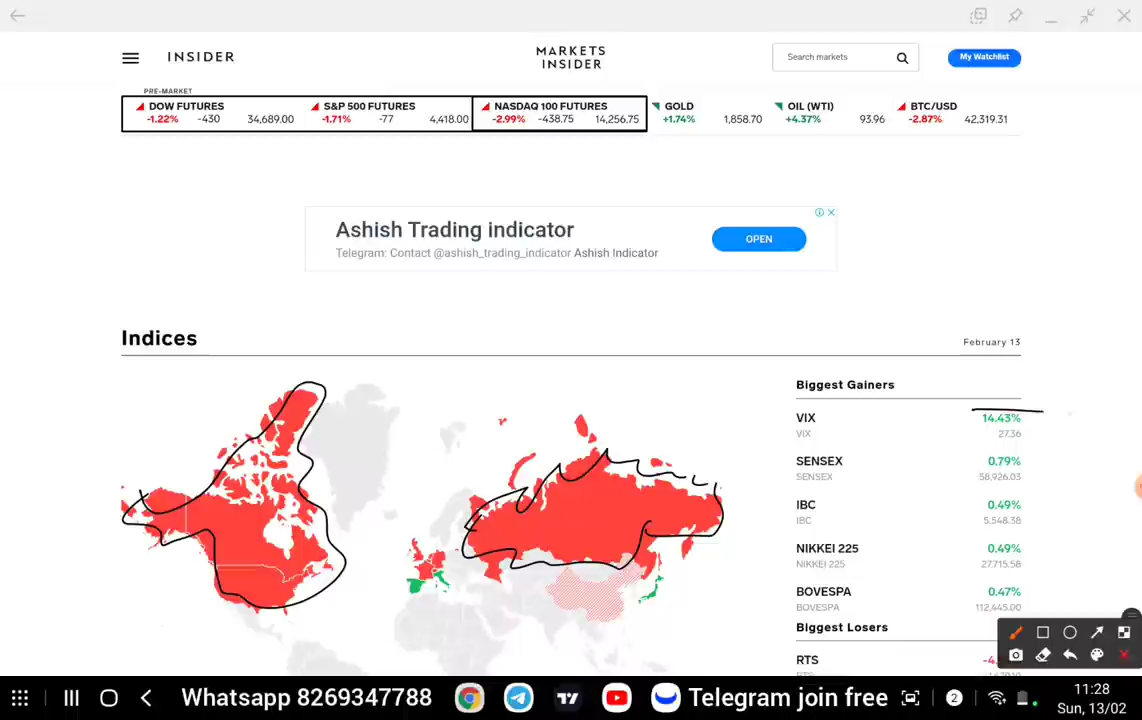 INSIDER
MARKETS
INSIDER
Search markets
My Watchlist
PRE-MARKET
DOW FUTURES
-1.22% -430 34,689.00
S&P 500 FUTURES
-1.71% -77 4,418.00
NASDAQ 100 FUTURES
-2.99% -438.75 14,256.75
GOLD
+1.74% 1,858.70
OIL (WTI)
+4.37% 93.96
BTC/USD
-2.87% 42,319.31
Ashish Trading indicator
Telegram: Contact @ashish_trading_indicator Ashish Indicator
OPEN
Indices
February 13
Biggest Gainers
VIX 14.43%
VIX 27.36
SENSEX 0.79%
SENSEX 58,926.03
IBC 0.49%
IBC 5,548.38
NIKKEI 225 0.49%
NIKKEI 225 27,715.58
BOVESPA 0.47%
BOVESPA 112,445.00
Biggest Losers
RTS
Whatsapp 8269347788
Telegram join free
2
11:28
Sun, 13/02